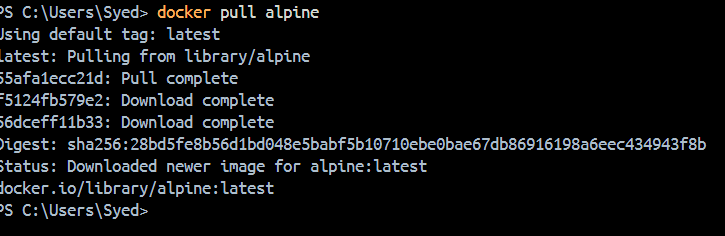 PS C:\Users\Syed> docker pull alpine
Using default tag: latest
latest: Pulling from library/alpine
55afa1ecc21d: Pull complete
f5124fb579e2: Download complete
56dceff11b33: Download complete
Digest: sha256:28bd5fe8b56d1bd048e5babf5b10710ebe0bae67db86916198a6eec434943f8b
Status: Downloaded newer image for alpine:latest
docker.io/library/alpine:latest
PS C:\Users\Syed>